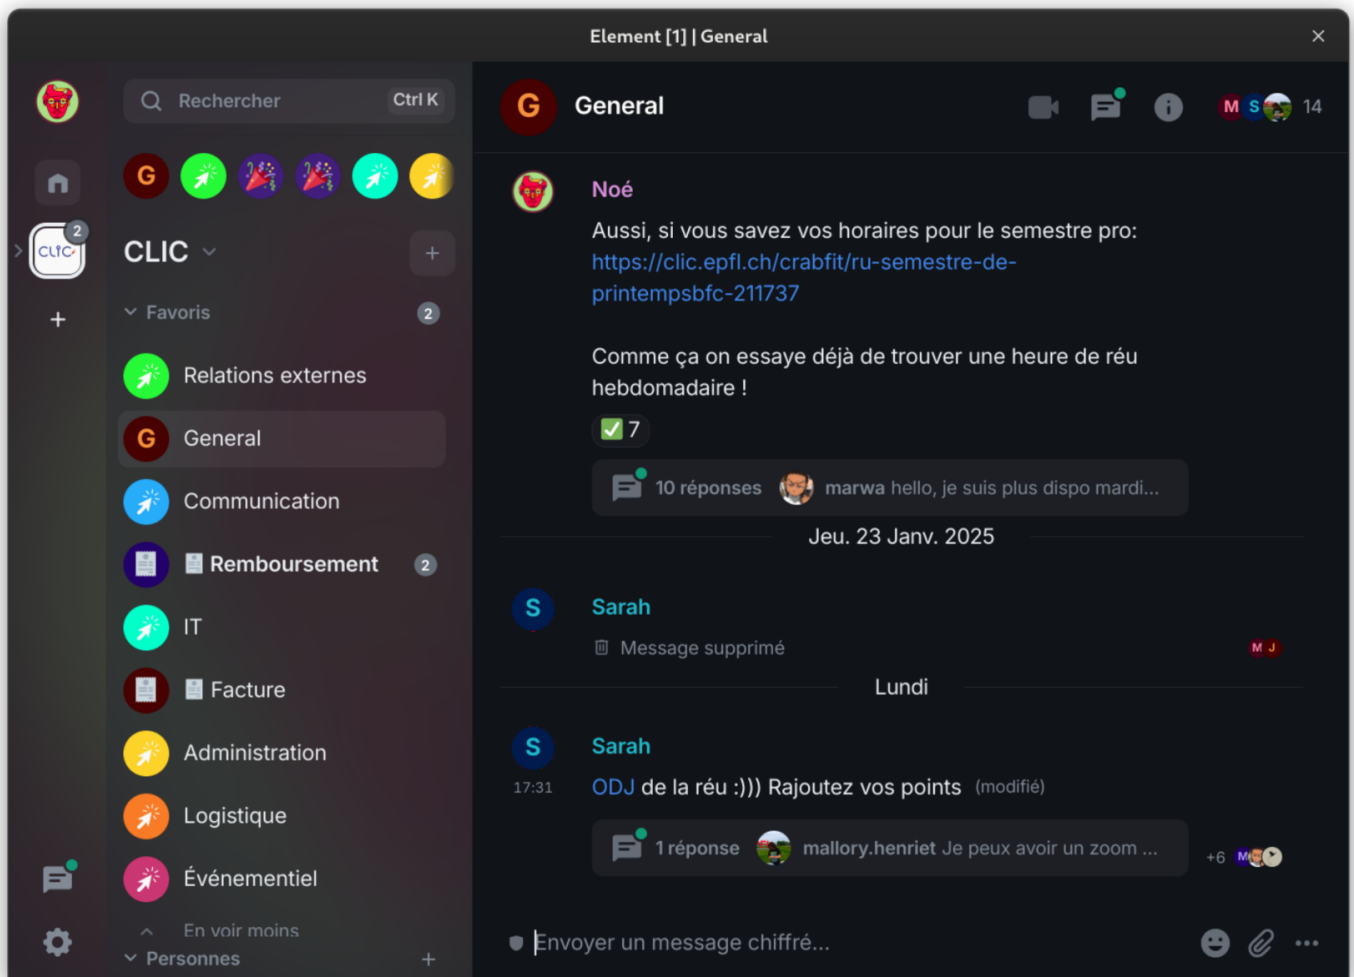 Element [1] | General
Rechercher
Ctrl K
G
CLIC
2
CLIC
Favoris
2
Relations externes
G
General
Communication
Remboursement
2
IT
Facture
Administration
Logistique
Événementiel
En voir moins
Personnes
G
General
M
S
14
Noé
Aussi, si vous savez vos horaires pour le semestre pro:
https://clic.epfl.ch/crabfit/ru-semestre-de-
printempsbfc-211737
Comme ça on essaye déjà de trouver une heure de réu
hebdomadaire !
7
10 réponses marwa hello, je suis plus dispo mardi...
Jeu. 23 Janv. 2025
S
Sarah
Message supprimé
M J
Lundi
S
Sarah
17:31
ODJ de la réu :))) Rajoutez vos points (modifié)
1 réponse mallory.henriet Je peux avoir un zoom ...
+6
M
Envoyer un message chiffré...